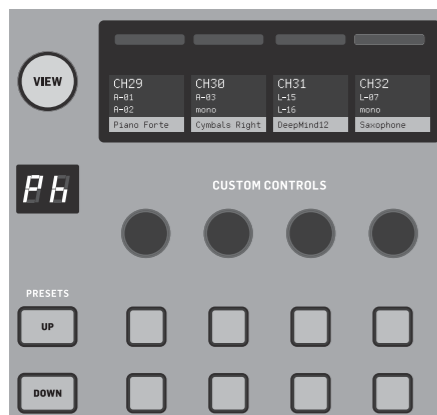 VIEW
CH29 CH30 CH31 CH32
A-01 A-03 L-15 L-07
A-02 mono L-16 mono
Piano Forte Cymbals Right DeepMind12 Saxophone
Ph
CUSTOM CONTROLS
PRESETS
UP
DOWN